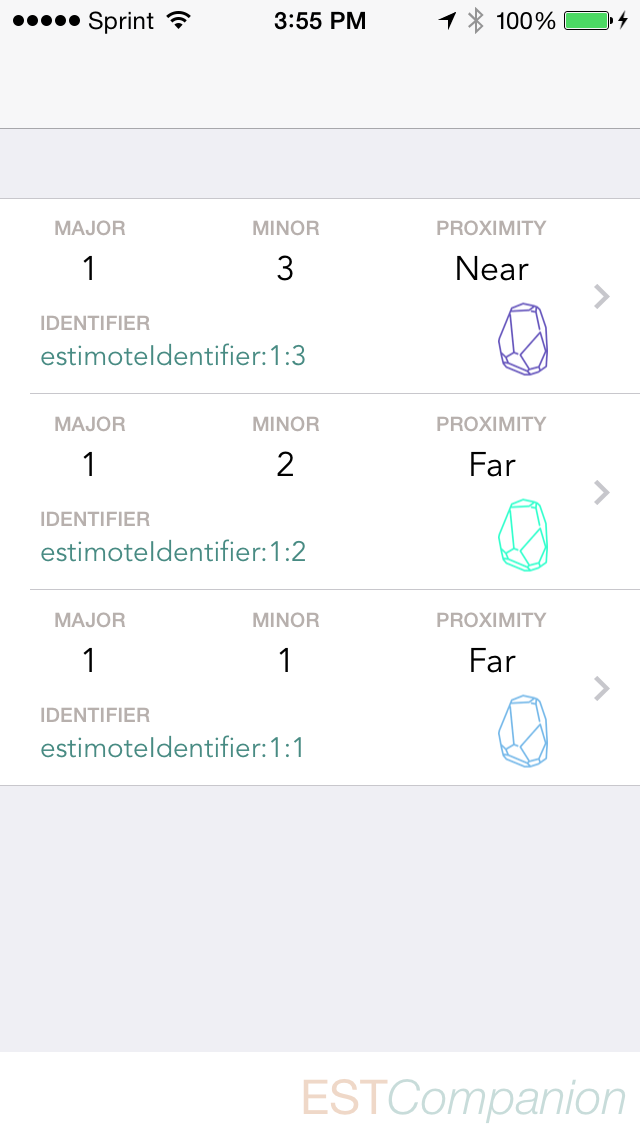 Sprint 3:55 PM 100%
MAJOR MINOR PROXIMITY
1 3 Near
IDENTIFIER
estimoteIdentifier:1:3
MAJOR MINOR PROXIMITY
1 2 Far
IDENTIFIER
estimoteIdentifier:1:2
MAJOR MINOR PROXIMITY
1 1 Far
IDENTIFIER
estimoteIdentifier:1:1
ESTCompanion